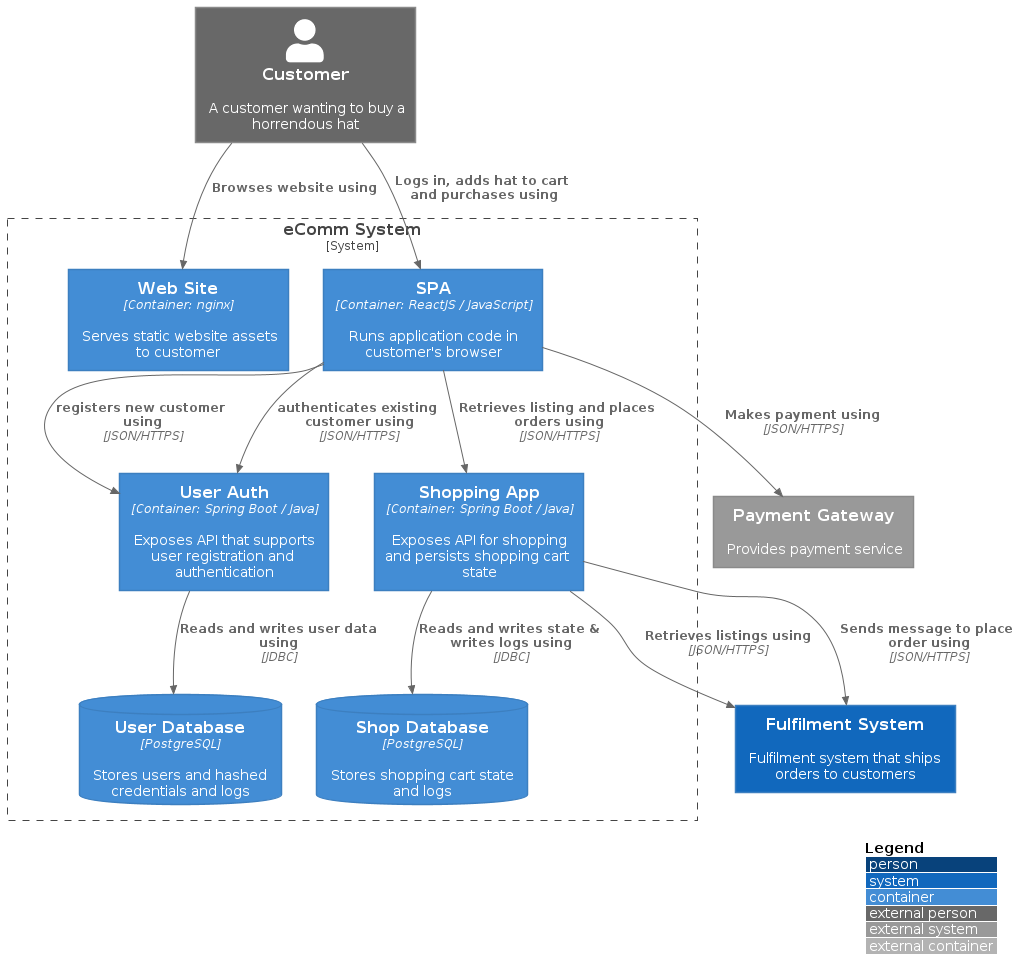 Customer
A customer wanting to buy a
horrendous hat
Browses website using
Logs in, adds hat to cart
and purchases using
eComm System
[System]
Web Site
[Container: nginx]
Serves static website assets
to customer
SPA
[Container: ReactJS / JavaScript]
Runs application code in
customer's browser
registers new customer
using
[JSON/HTTPS]
authenticates existing
customer using
[JSON/HTTPS]
Retrieves listing and places
orders using
[JSON/HTTPS]
Makes payment using
[JSON/HTTPS]
User Auth
[Container: Spring Boot / Java]
Exposes API that supports
user registration and
authentication
Shopping App
[Container: Spring Boot / Java]
Exposes API for shopping
and persists shopping cart
state
Payment Gateway
Provides payment service
Reads and writes user data
using
[JDBC]
Reads and writes state &
writes logs using
[JDBC]
Retrieves listings using
[JSON/HTTPS]
Sends message to place
order using
[JSON/HTTPS]
User Database
[PostgreSQL]
Stores users and hashed
credentials and logs
Shop Database
[PostgreSQL]
Stores shopping cart state
and logs
Fulfilment System
Fulfilment system that ships
orders to customers
Legend
person
system
container
external person
external system
external container